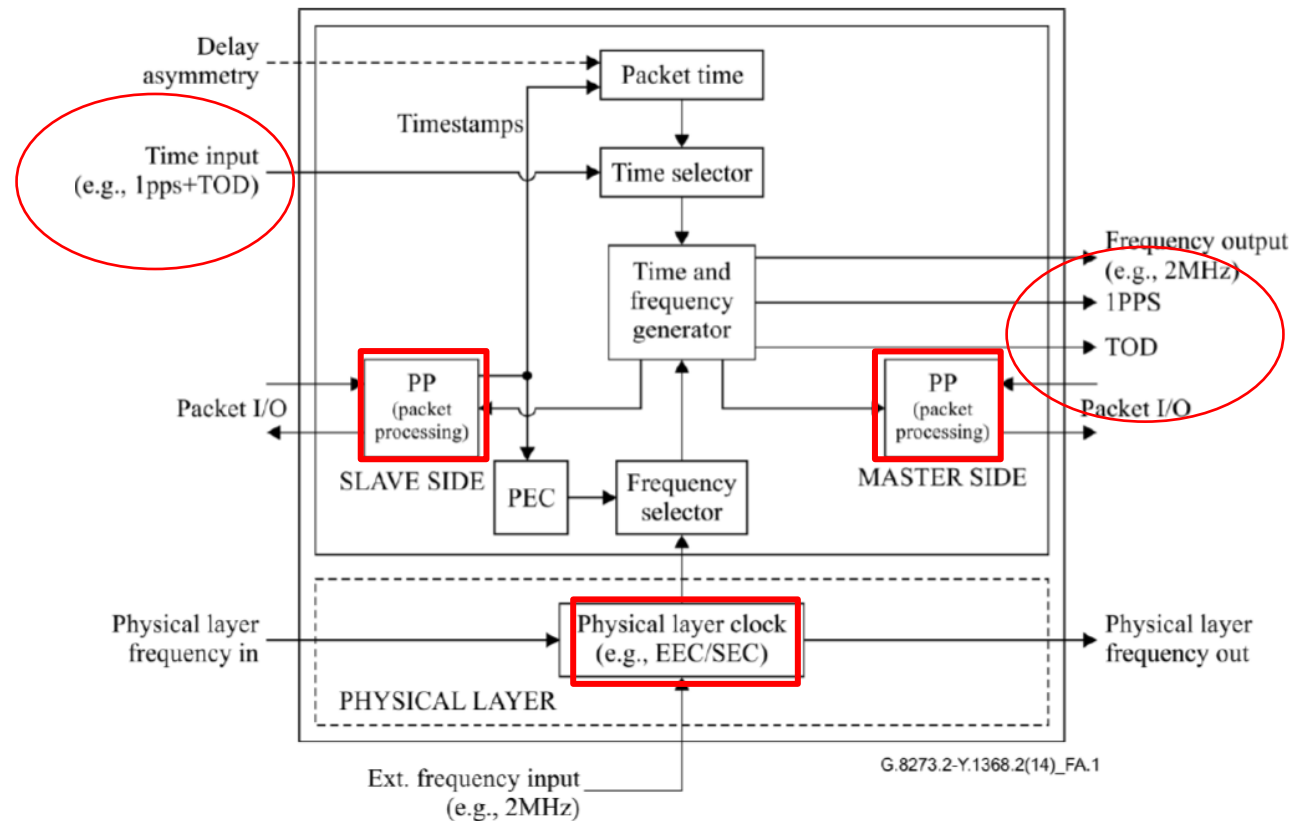 Delay
asymmetry
Packet time
Timestamps
Time input
(e.g., 1pps+TOD)
Time selector
Frequency output
(e.g., 2MHz)
1PPS
TOD
Time and
frequency
generator
Packet I/O
PP
(packet
processing)
SLAVE SIDE
PP
(packet
processing)
MASTER SIDE
Packet I/O
PEC
Frequency
selector
Physical layer
frequency in
Physical layer clock
(e.g., EEC/SEC)
Physical layer
frequency out
PHYSICAL LAYER
Ext. frequency input
(e.g., 2MHz)
G.8273.2-Y.1368.2(14)_FA.1